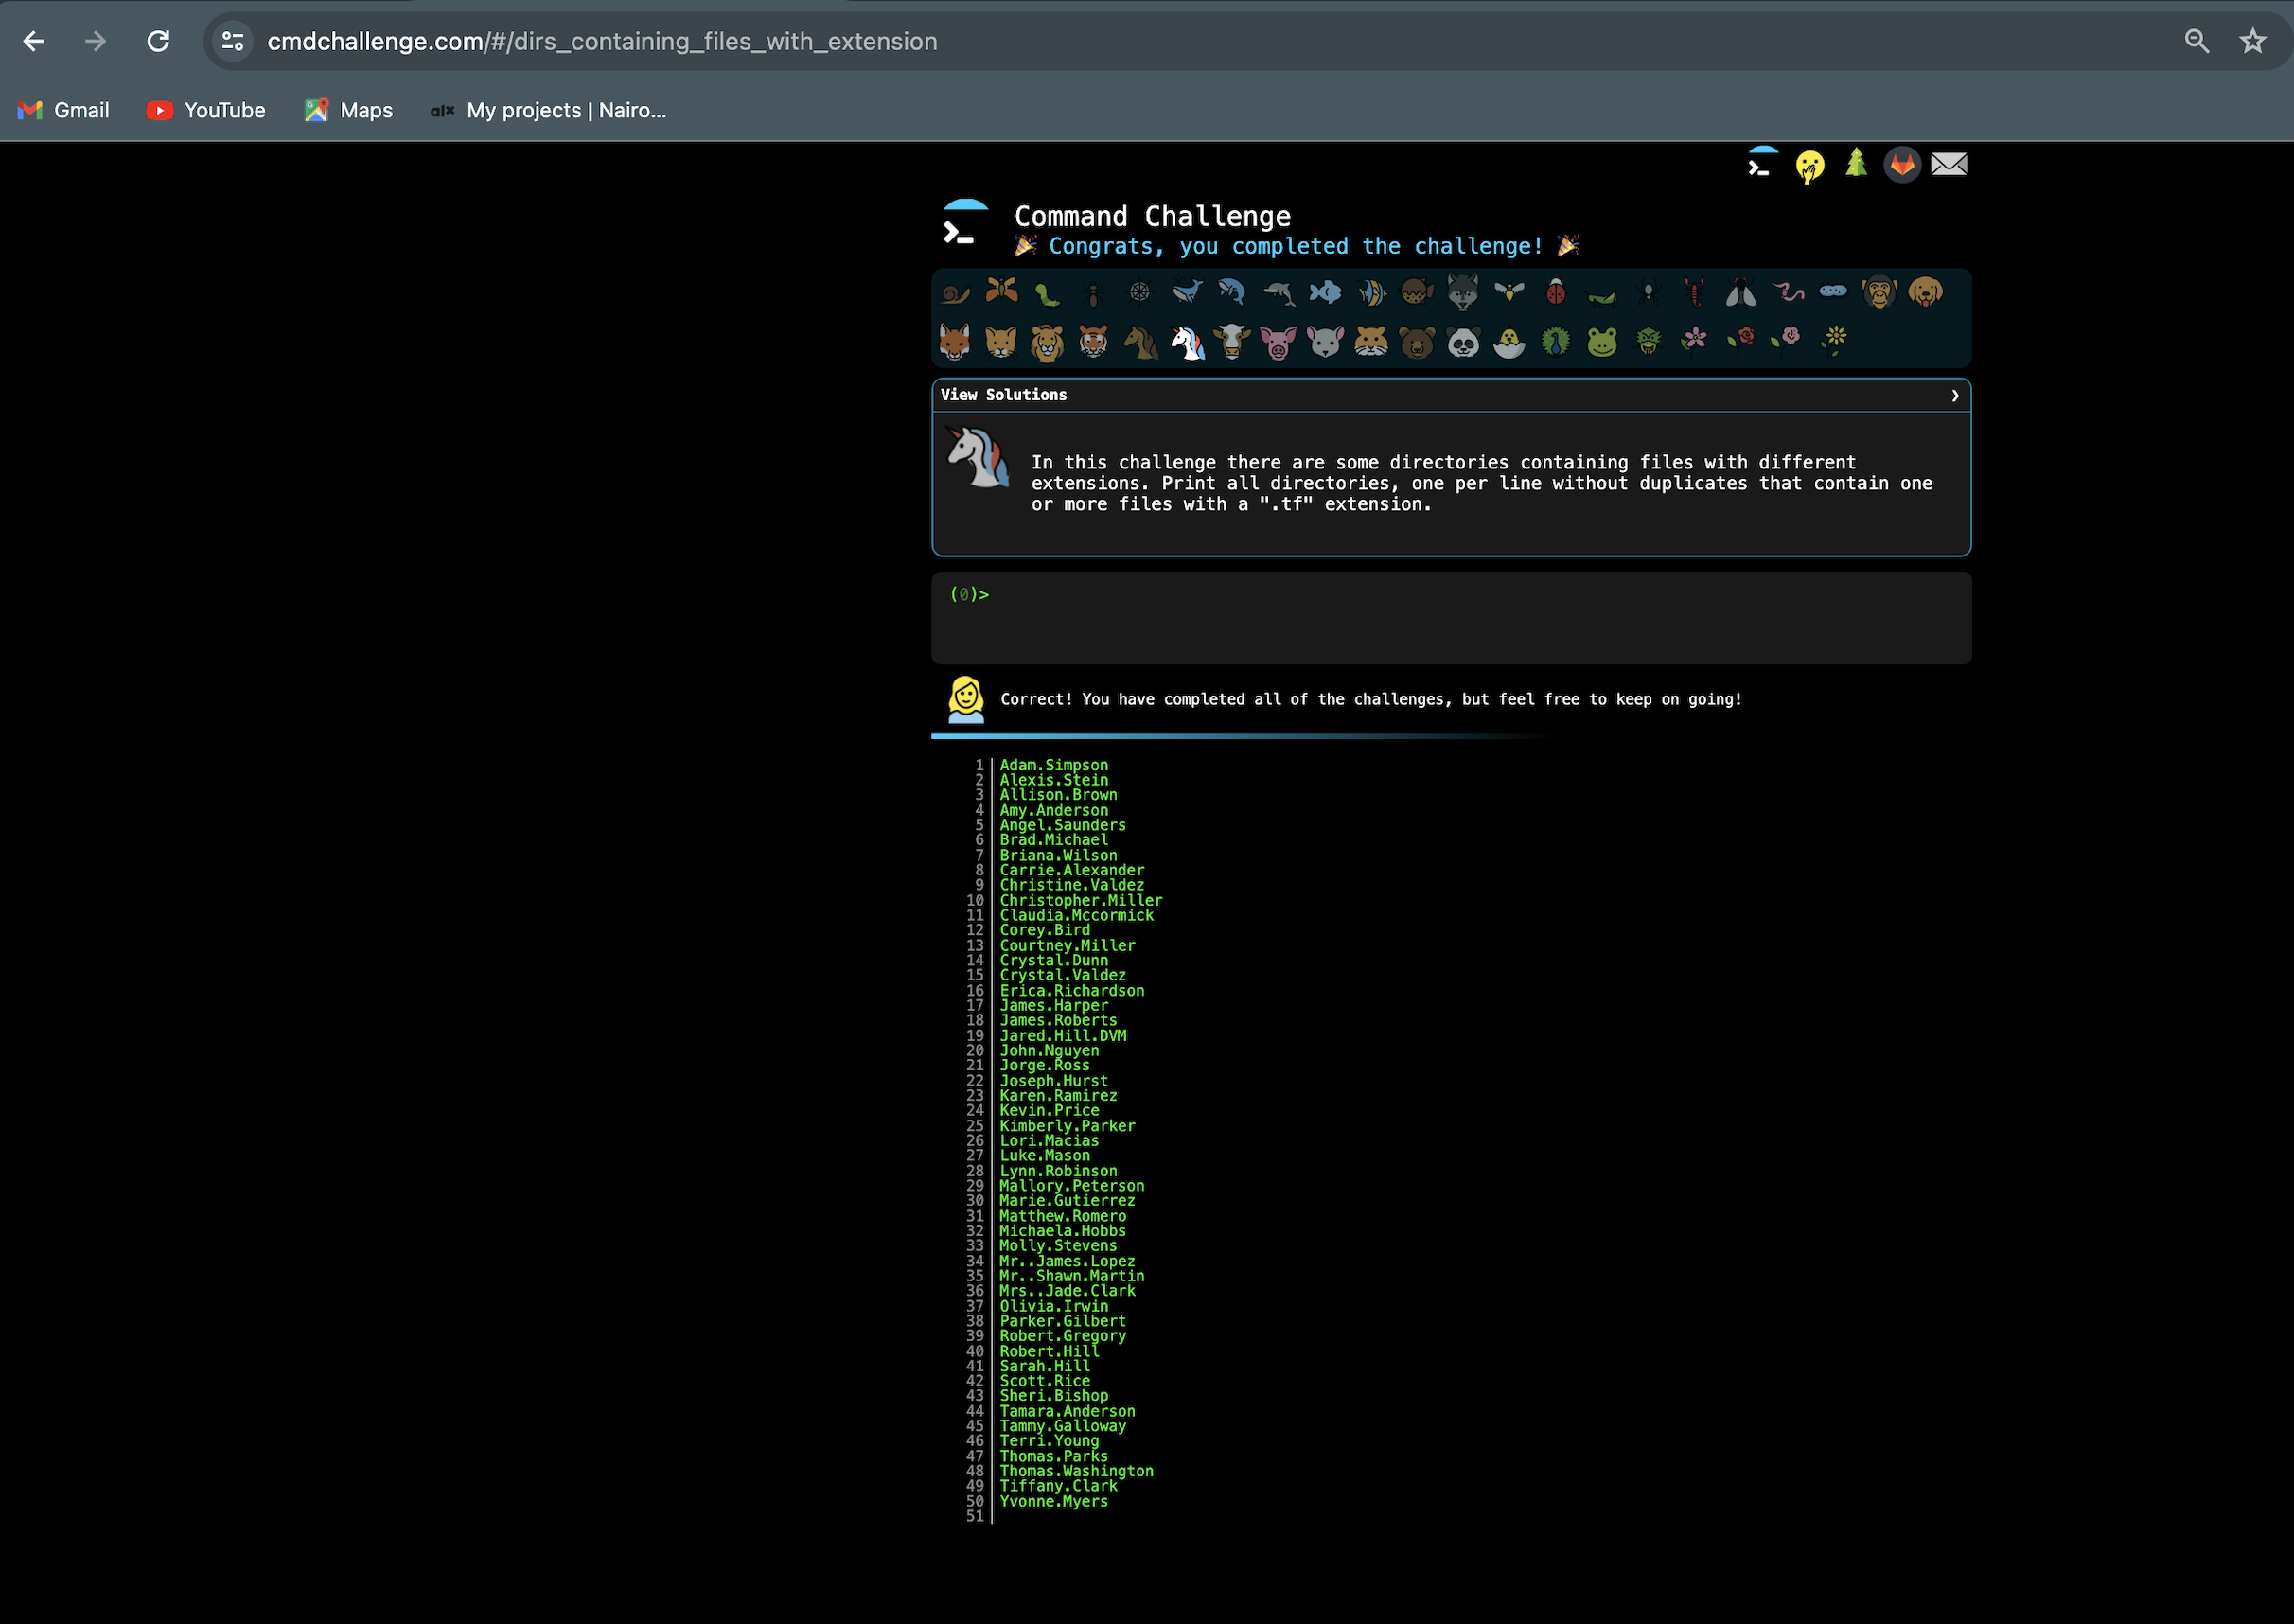 cmdchallenge.com/#/dirs_containing_files_with_extension
Gmail YouTube Maps alx My projects | Nairo...
Command Challenge
Congrats, you completed the challenge!
View Solutions ❯
In this challenge there are some directories containing files with different
extensions. Print all directories, one per line without duplicates that contain one
or more files with a ".tf" extension.
(0)>
Correct! You have completed all of the challenges, but feel free to keep on going!
1 Adam.Simpson
2 Alexis.Stein
3 Allison.Brown
4 Amy.Anderson
5 Angel.Saunders
6 Brad.Michael
7 Briana.Wilson
8 Carrie.Alexander
9 Christine.Valdez
10 Christopher.Miller
11 Claudia.Mccormick
12 Corey.Bird
13 Courtney.Miller
14 Crystal.Dunn
15 Crystal.Valdez
16 Erica.Richardson
17 James.Harper
18 James.Roberts
19 Jared.Hill.DVM
20 John.Nguyen
21 Jorge.Ross
22 Joseph.Hurst
23 Karen.Ramirez
24 Kevin.Price
25 Kimberly.Parker
26 Lori.Macias
27 Luke.Mason
28 Lynn.Robinson
29 Mallory.Peterson
30 Marie.Gutierrez
31 Matthew.Romero
32 Michaela.Hobbs
33 Molly.Stevens
34 Mr..James.Lopez
35 Mr..Shawn.Martin
36 Mrs..Jade.Clark
37 Olivia.Irwin
38 Parker.Gilbert
39 Robert.Gregory
40 Robert.Hill
41 Sarah.Hill
42 Scott.Rice
43 Sheri.Bishop
44 Tamara.Anderson
45 Tammy.Galloway
46 Terri.Young
47 Thomas.Parks
48 Thomas.Washington
49 Tiffany.Clark
50 Yvonne.Myers
51